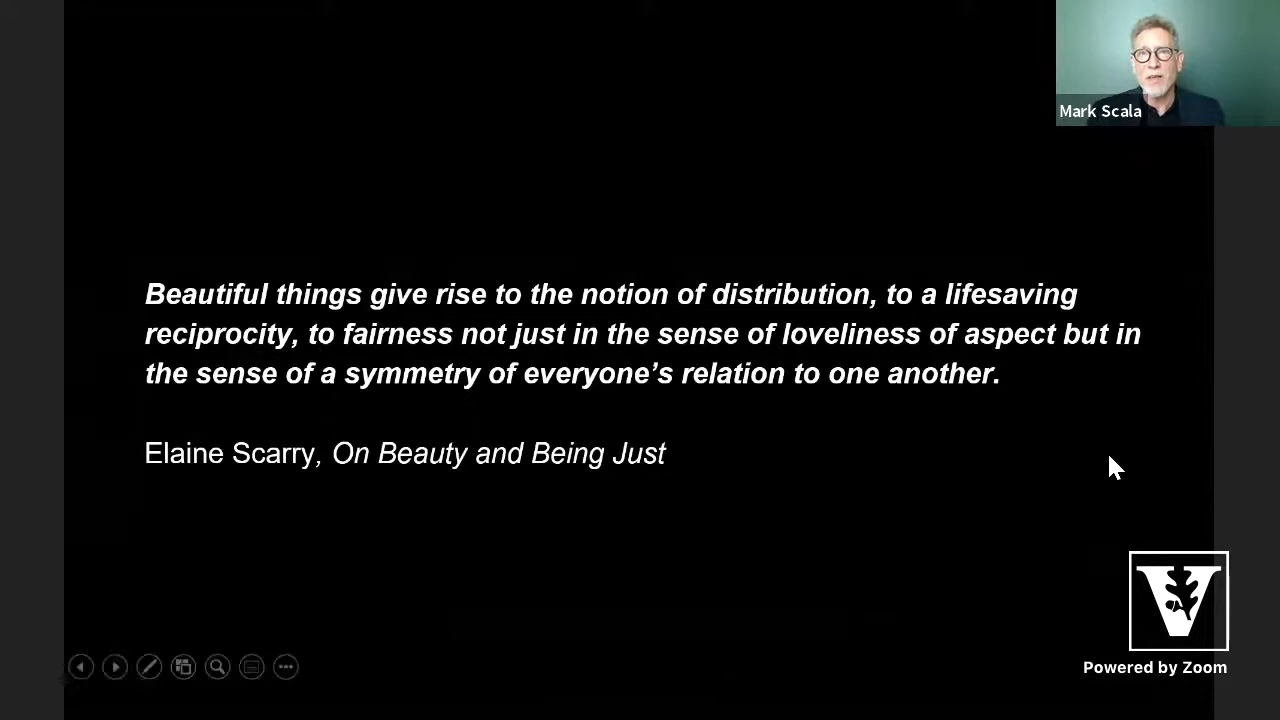 Mark Scala
Beautiful things give rise to the notion of distribution, to a lifesaving
reciprocity, to fairness not just in the sense of loveliness of aspect but in
the sense of a symmetry of everyone’s relation to one another.
Elaine Scarry, On Beauty and Being Just
V
Powered by Zoom